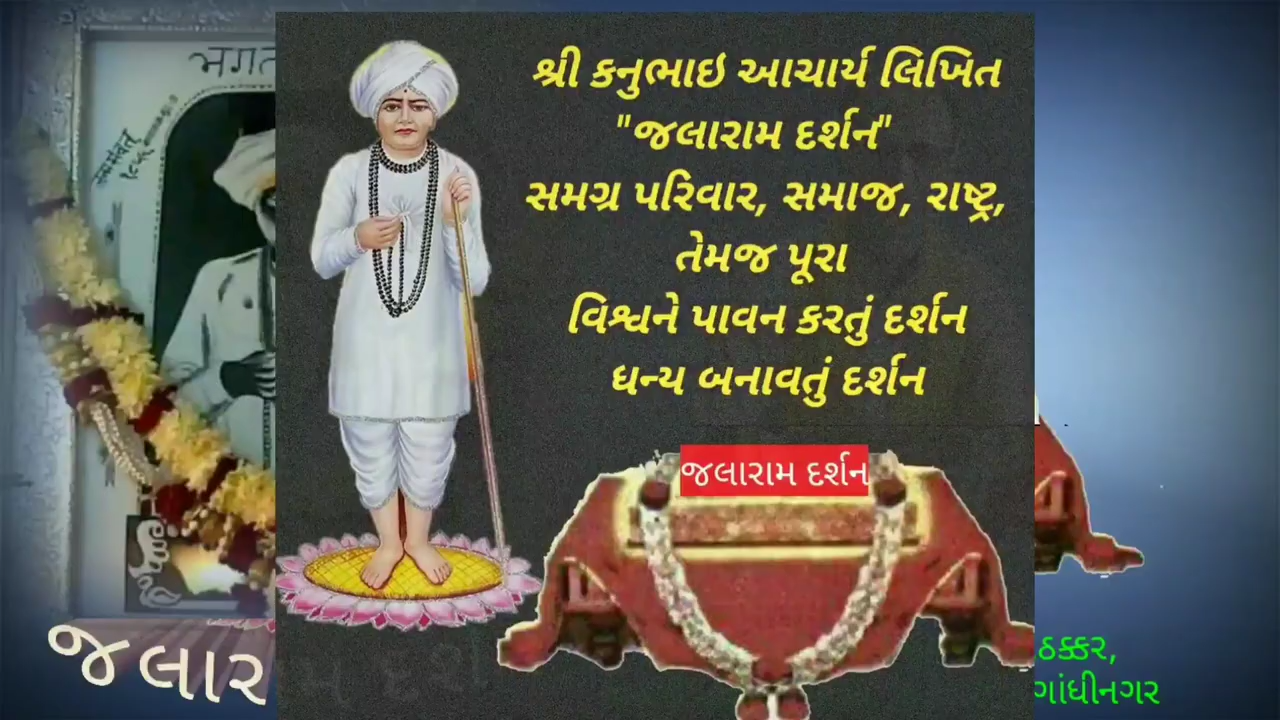 શ્રી કનુભાઇ આચાર્ય લિખિત
"જલારામ દર્શન"
સમગ્ર પરિવાર, સમાજ, રાષ્ટ્ર,
તેમજ પૂરા
વિશ્વને પાવન કરતું દર્શન
ધન્ય બનાવતું દર્શન
જલારામ દર્શન
ઠક્કર,
ગાંધીનગર
ભગત
જલાર